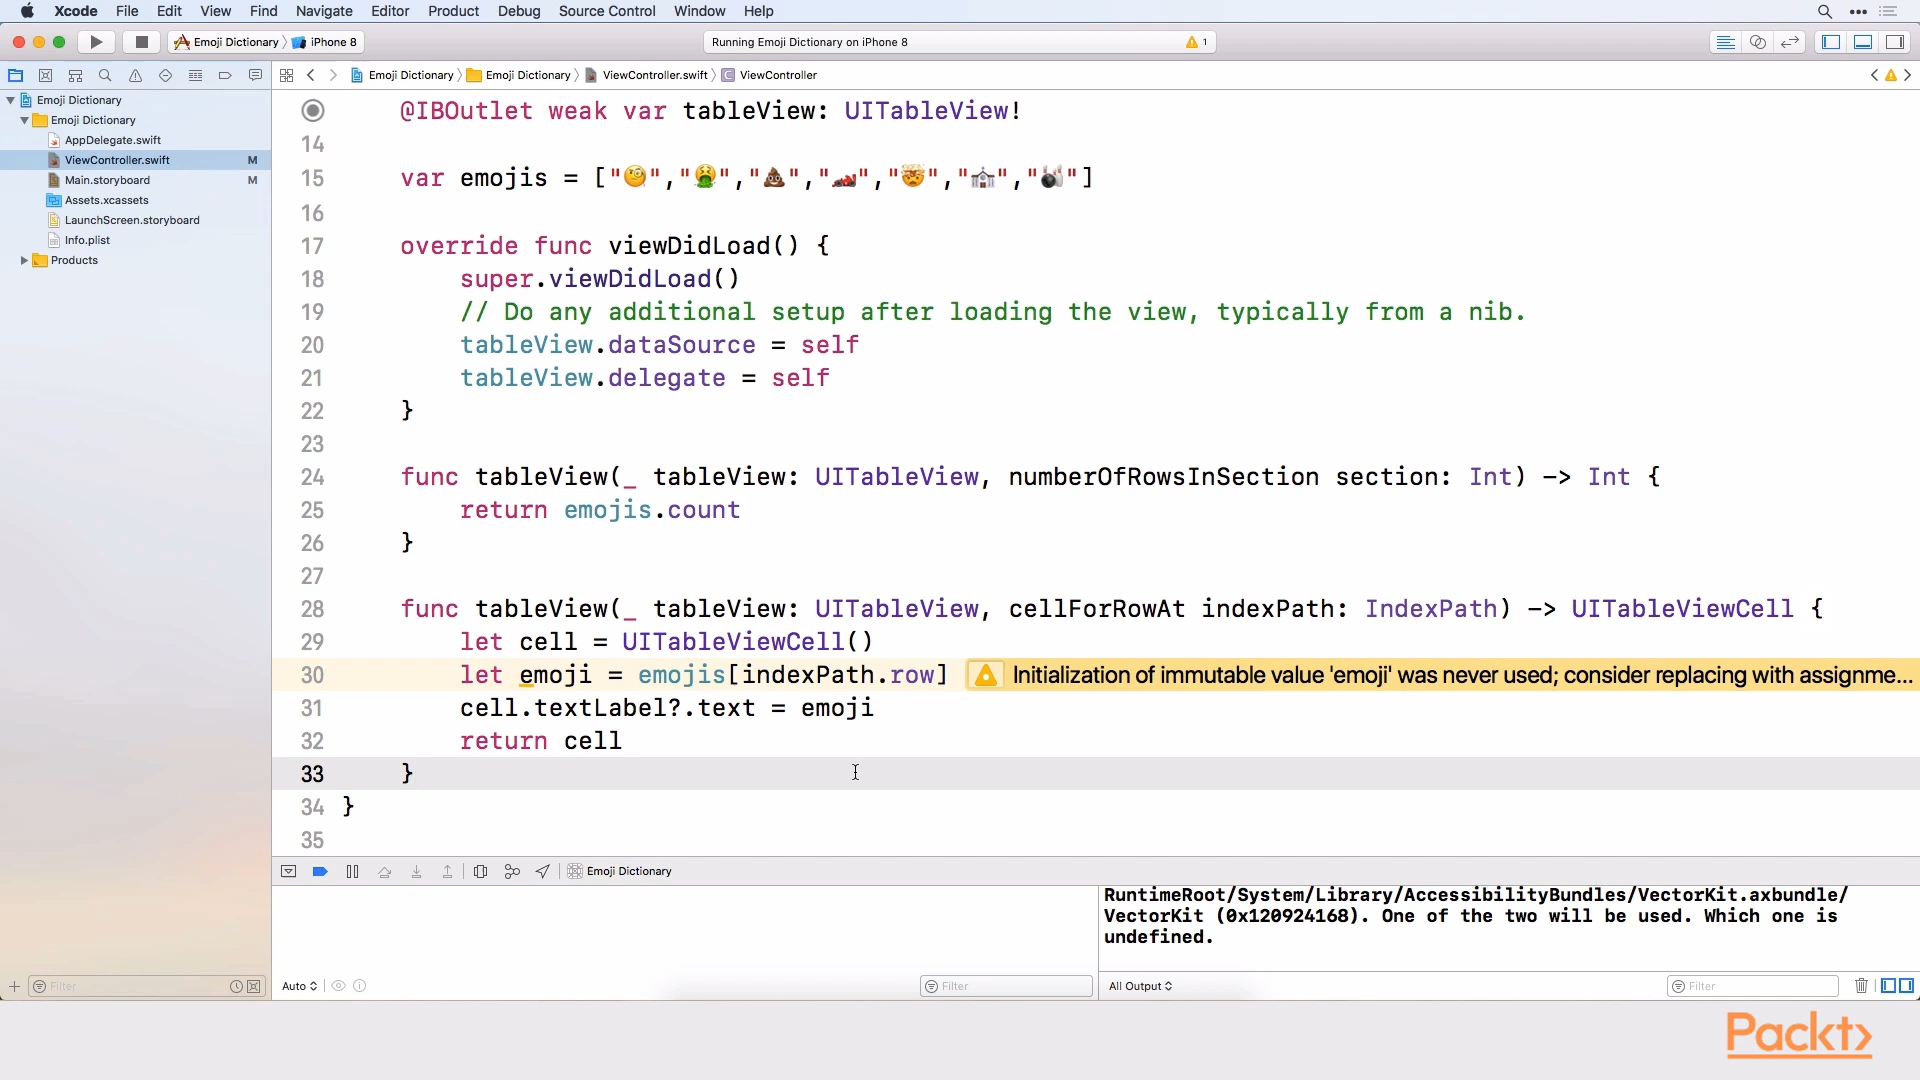 Xcode File Edit View Find Navigate Editor Product Debug Source Control Window Help
Emoji Dictionary iPhone 8
Running Emoji Dictionary on iPhone 8
1
Emoji Dictionary Emoji Dictionary ViewController.swift C ViewController
Emoji Dictionary
Emoji Dictionary
AppDelegate.swift
ViewController.swift M
Main.storyboard M
Assets.xcassets
LaunchScreen.storyboard
Info.plist
Products
@IBOutlet weak var tableView: UITableView!
14
15 var emojis = ["🧐","🤮","💩","🏎","🤯","🏫","🎳"]
16
17 override func viewDidLoad() {
18 super.viewDidLoad()
19 // Do any additional setup after loading the view, typically from a nib.
20 tableView.dataSource = self
21 tableView.delegate = self
22 }
23
24 func tableView(_ tableView: UITableView, numberOfRowsInSection section: Int) -> Int {
25 return emojis.count
26 }
27
28 func tableView(_ tableView: UITableView, cellForRowAt indexPath: IndexPath) -> UITableViewCell {
29 let cell = UITableViewCell()
30 let emoji = emojis[indexPath.row] Initialization of immutable value 'emoji' was never used; consider replacing with assignme...
31 cell.textLabel?.text = emoji
32 return cell
33 }
34 }
35
Emoji Dictionary
RuntimeRoot/System/Library/AccessibilityBundles/VectorKit.axbundle/
VectorKit (0x120924168). One of the two will be used. Which one is
undefined.
Filter
Auto
Filter
All Output
Filter
Packt>